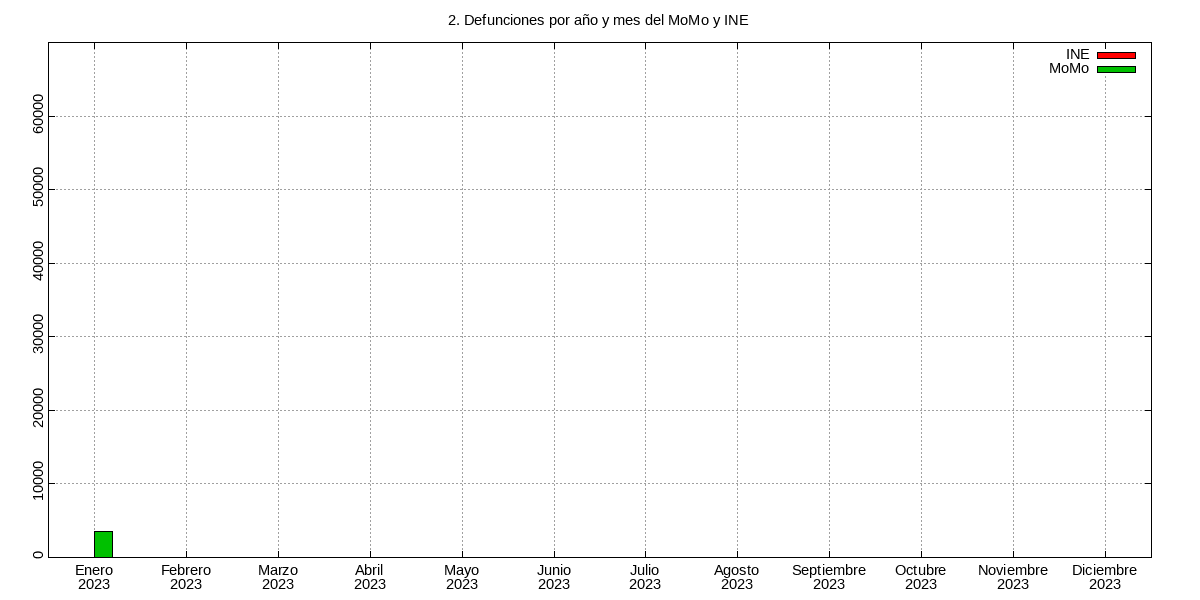 2. Defunciones por año y mes del MoMo y INE
INE
MoMo
60000
50000
40000
30000
20000
10000
0
Enero Febrero Marzo Abril Mayo Junio Julio Agosto Septiembre Octubre Noviembre Diciembre
2023 2023 2023 2023 2023 2023 2023 2023 2023 2023 2023 2023